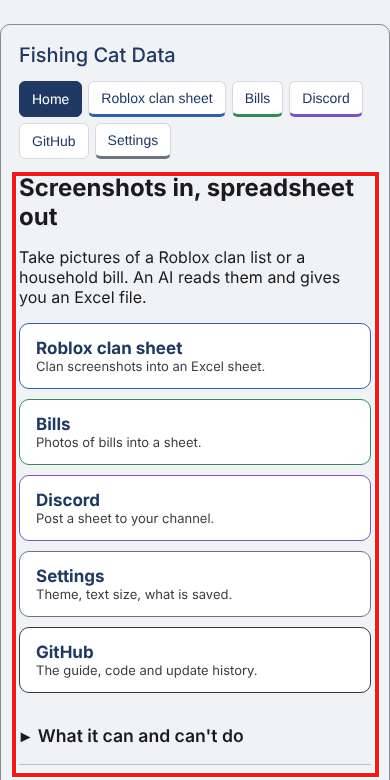 Fishing Cat Data
Home
Roblox clan sheet
Bills
Discord
GitHub
Settings
Screenshots in, spreadsheet
out
Take pictures of a Roblox clan list or a
household bill. An AI reads them and gives
you an Excel file.
Roblox clan sheet
Clan screenshots into an Excel sheet.
Bills
Photos of bills into a sheet.
Discord
Post a sheet to your channel.
Settings
Theme, text size, what is saved.
GitHub
The guide, code and update history.
► What it can and can't do